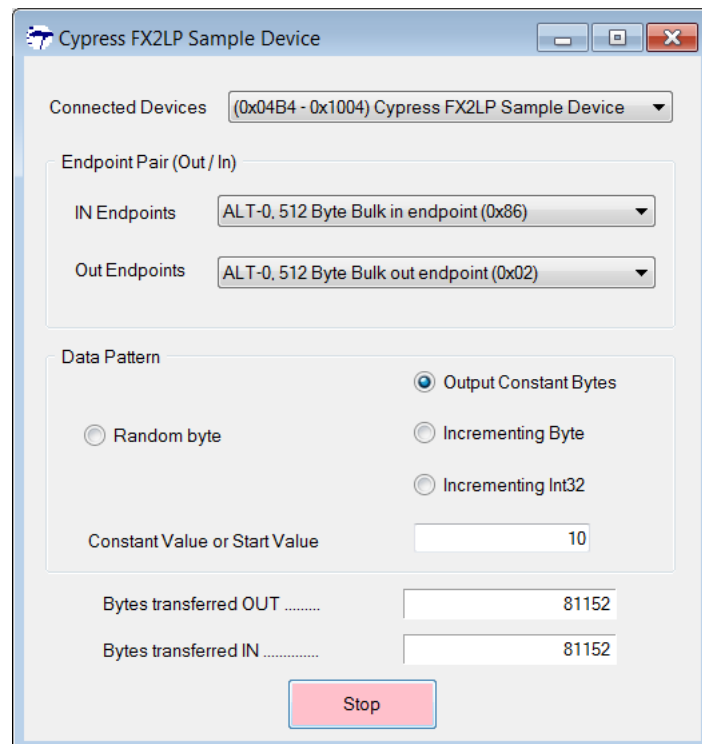 Cypress FX2LP Sample Device
Connected Devices (0x04B4 - 0x1004) Cypress FX2LP Sample Device
Endpoint Pair (Out / In)
IN Endpoints ALT-0, 512 Byte Bulk in endpoint (0x86)
Out Endpoints ALT-0, 512 Byte Bulk out endpoint (0x02)
Data Pattern
Output Constant Bytes
Random byte Incrementing Byte
Incrementing Int32
Constant Value or Start Value 10
Bytes transferred OUT ......... 81152
Bytes transferred IN .............. 81152
Stop